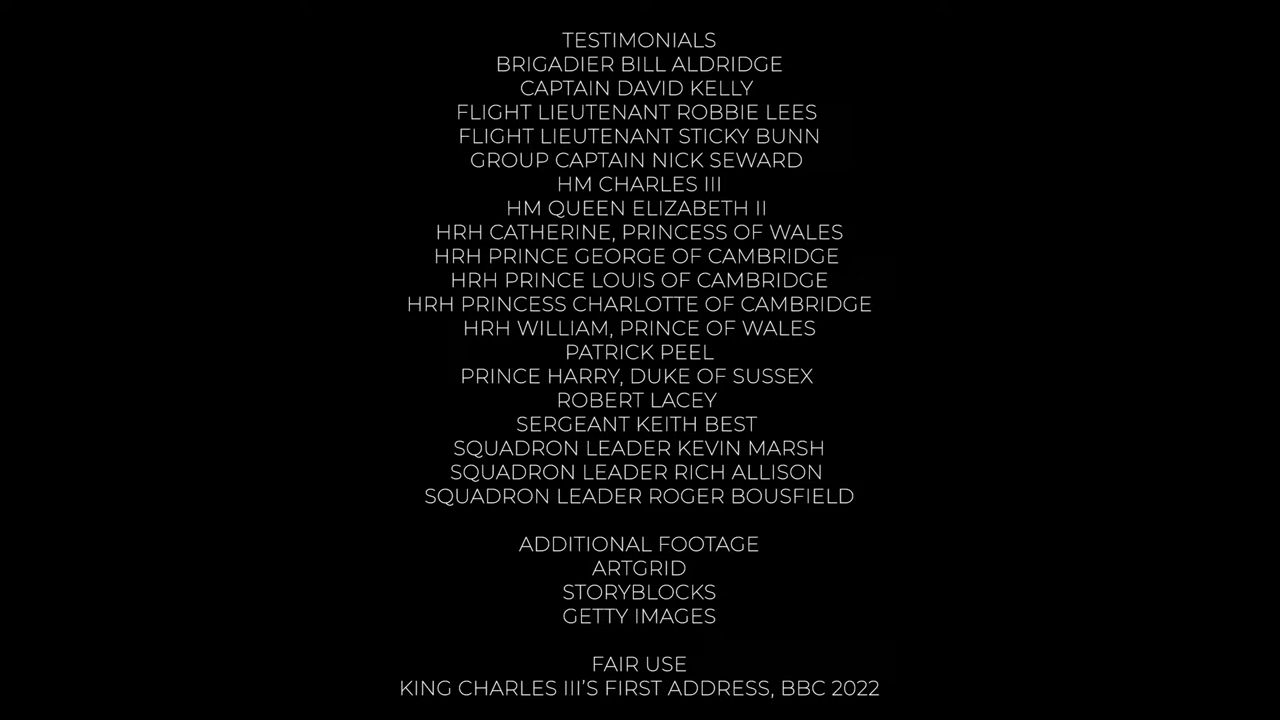 TESTIMONIALS
BRIGADIER BILL ALDRIDGE
CAPTAIN DAVID KELLY
FLIGHT LIEUTENANT ROBBIE LEES
FLIGHT LIEUTENANT STICKY BUNN
GROUP CAPTAIN NICK SEWARD
HM CHARLES III
HM QUEEN ELIZABETH II
HRH CATHERINE, PRINCESS OF WALES
HRH PRINCE GEORGE OF CAMBRIDGE
HRH PRINCE LOUIS OF CAMBRIDGE
HRH PRINCESS CHARLOTTE OF CAMBRIDGE
HRH WILLIAM, PRINCE OF WALES
PATRICK PEEL
PRINCE HARRY, DUKE OF SUSSEX
ROBERT LACEY
SERGEANT KEITH BEST
SQUADRON LEADER KEVIN MARSH
SQUADRON LEADER RICH ALLISON
SQUADRON LEADER ROGER BOUSFIELD
ADDITIONAL FOOTAGE
ARTGRID
STORYBLOCKS
GETTY IMAGES
FAIR USE
KING CHARLES III’S FIRST ADDRESS, BBC 2022